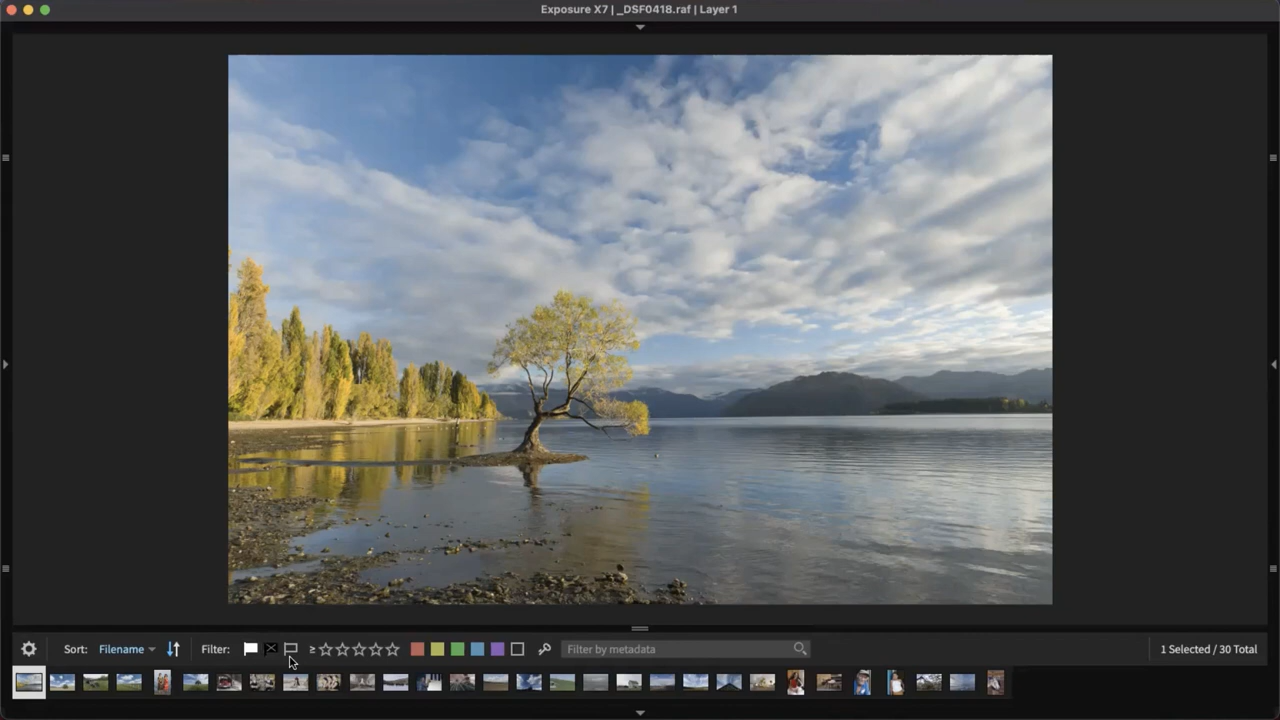 Exposure X7 | _DSF0418.raf | Layer 1
Sort: Filename Filter: ≥ Filter by metadata 1 Selected / 30 Total